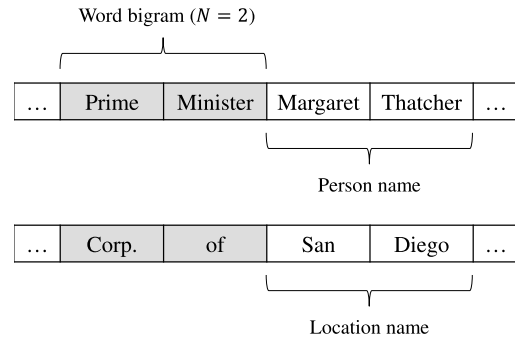 Word bigram (N = 2)
… Prime Minister Margaret Thatcher …
Person name
… Corp. of San Diego …
Location name